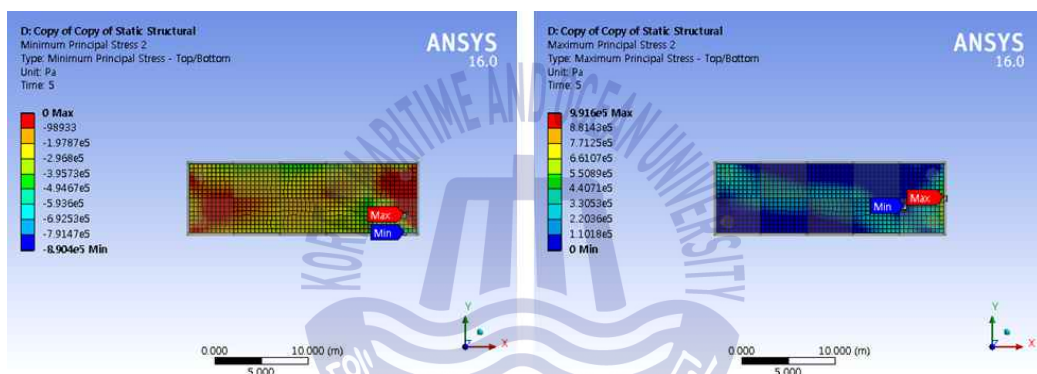 D: Copy of Copy of Static Structural
Minimum Principal Stress 2
Type: Minimum Principal Stress - Top/Bottom
Unit: Pa
Time: 5
ANSYS
16.0
0 Max
-98933
-1.9787e5
-2.968e5
-3.9573e5
-4.9467e5
-5.936e5
-6.9253e5
-7.9147e5
-8.904e5 Min
Max
Min
Y
X
0.000
10.000 (m)
5.000
D: Copy of Copy of Static Structural
Maximum Principal Stress 2
Type: Maximum Principal Stress - Top/Bottom
Unit: Pa
Time: 5
ANSYS
16.0
9.916e5 Max
8.8143e5
7.7125e5
6.6107e5
5.5089e5
4.4071e5
3.3053e5
2.2036e5
1.1018e5
0 Min
Min
Max
Y
X
0.000
10.000 (m)
5.000
MARITIME AND OCEAN UNIVERSITY